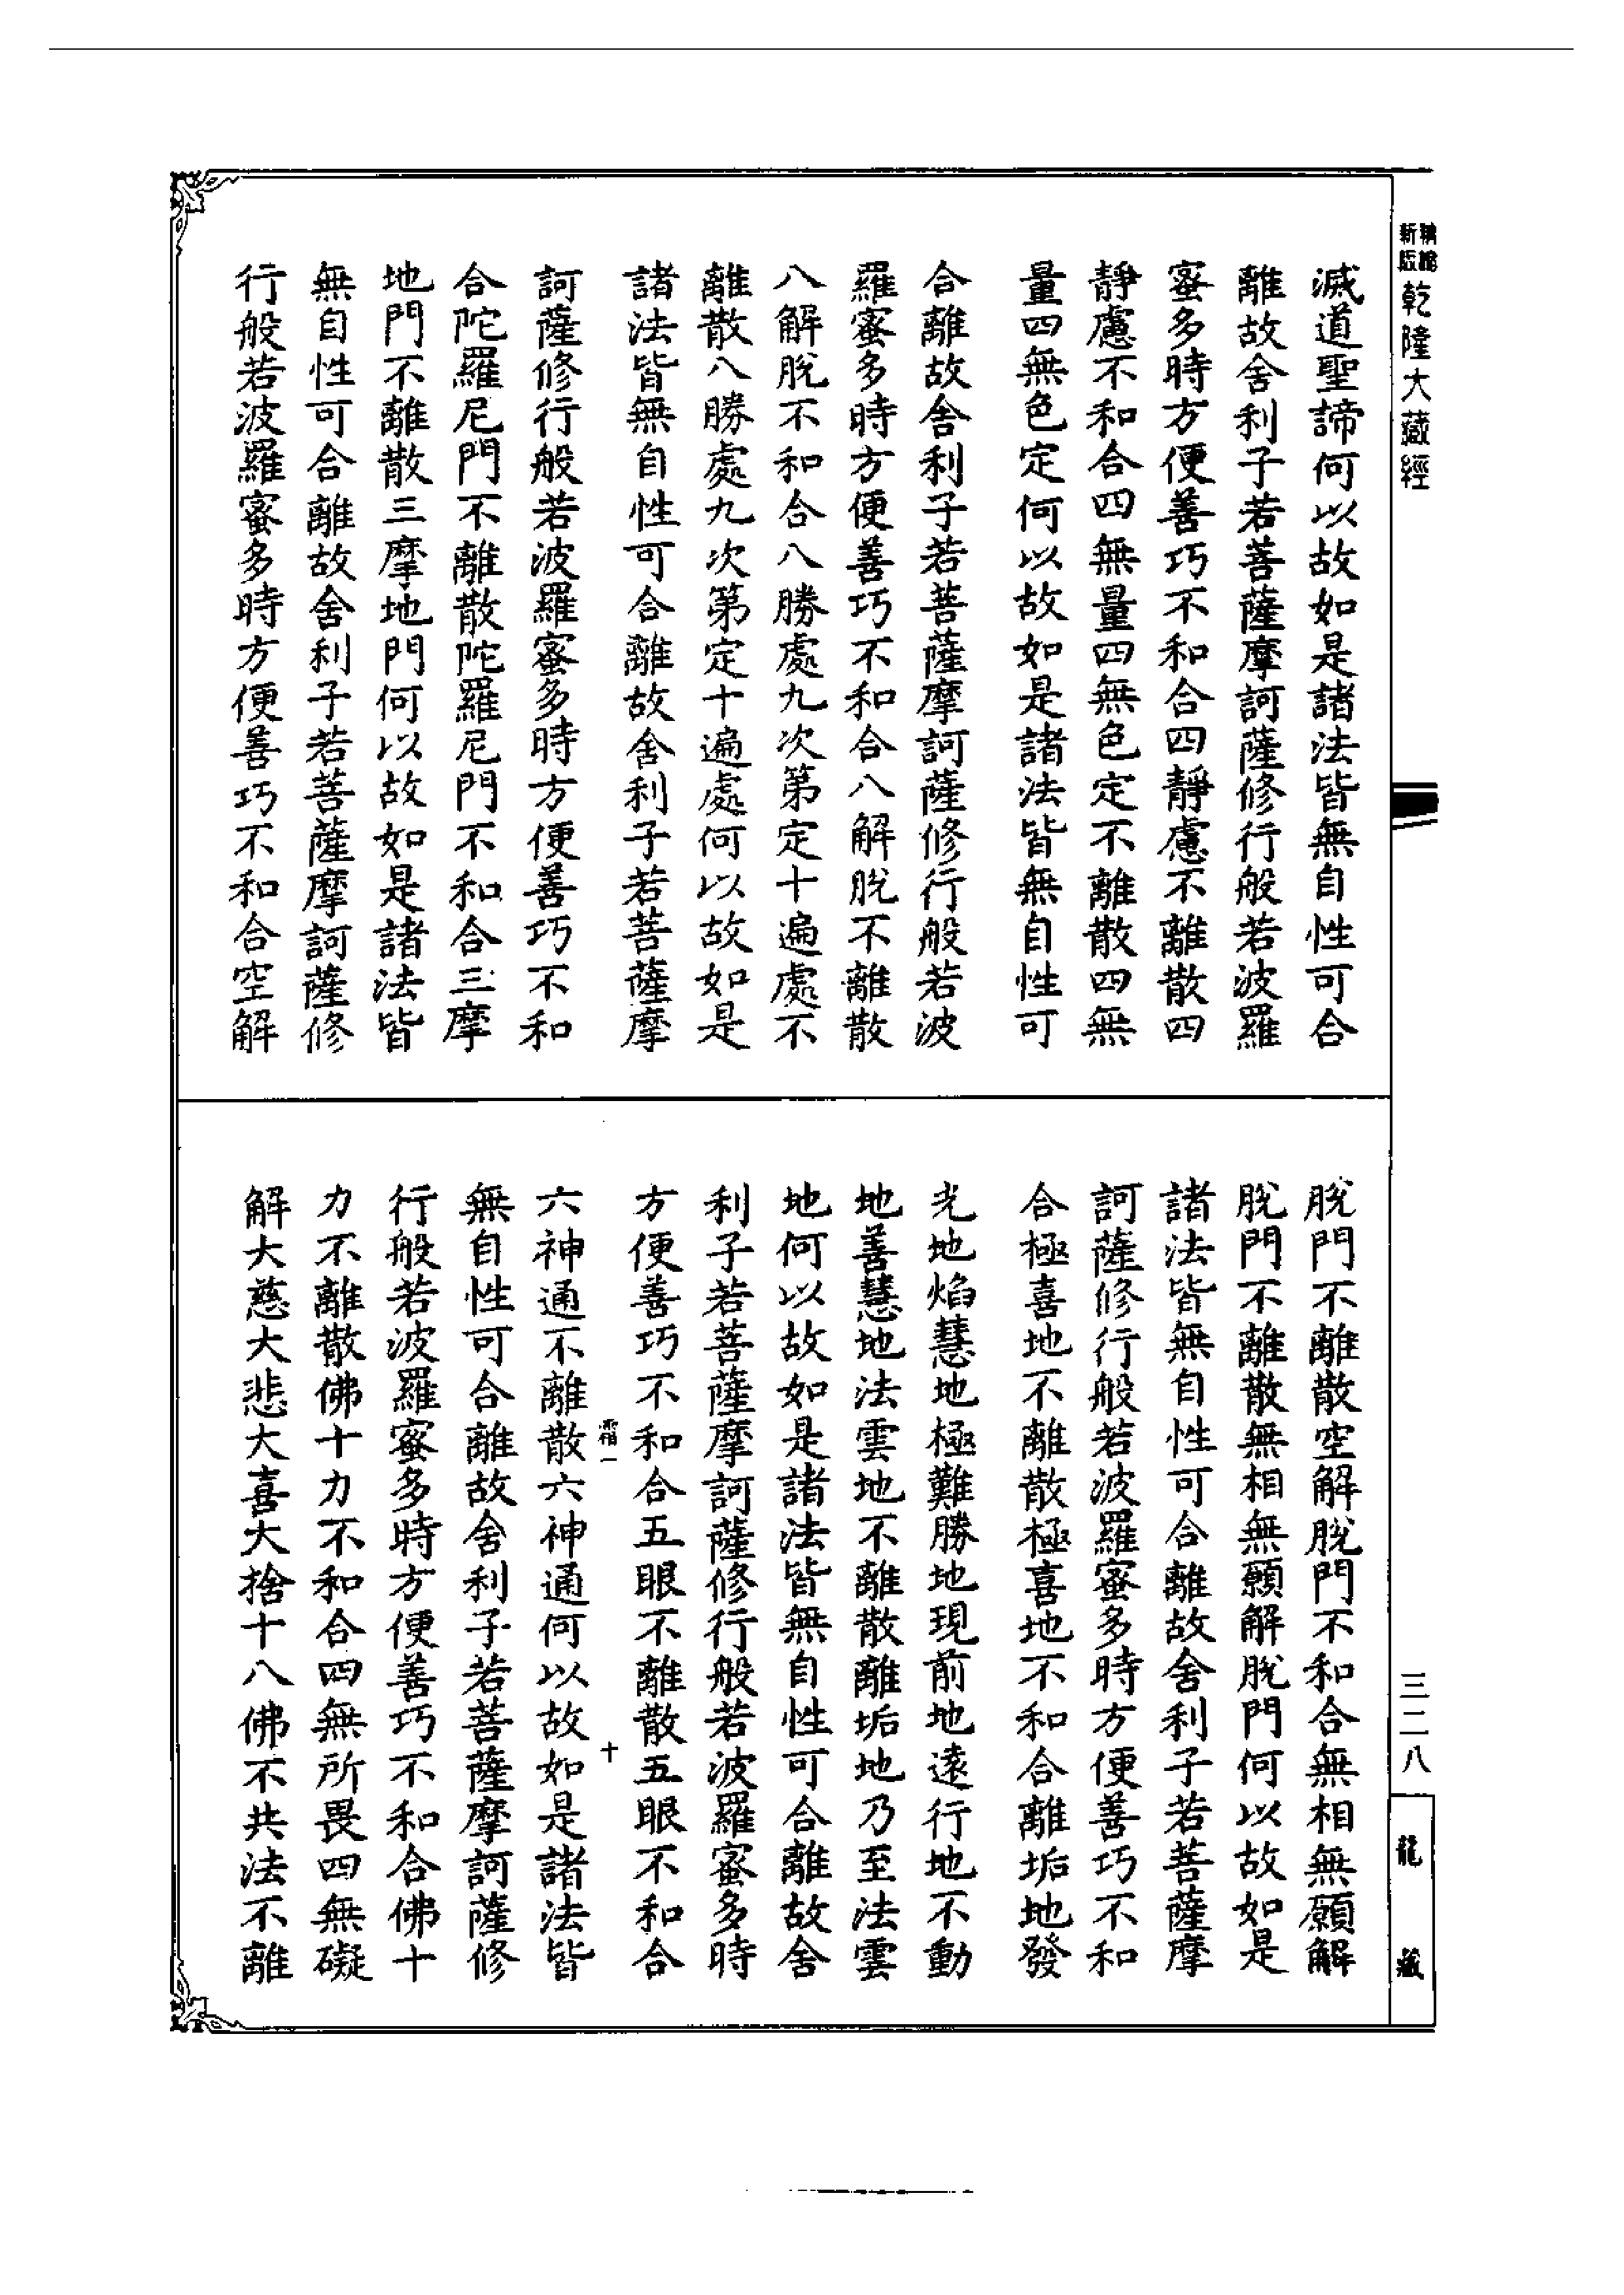 新版精縮乾隆大藏經
滅道聖諦何以故如是諸法皆無自性可合
離故舍利子若菩薩摩訶薩修行般若波羅
蜜多時方便善巧不和合四靜慮不離散四
靜慮不和合四無量四無色定不離散四無
量四無色定何以故如是諸法皆無自性可
合離故舍利子若菩薩摩訶薩修行般若波
羅蜜多時方便善巧不和合八解脫不離散
八解脫不和合八勝處九次第定十遍處不
離散八勝處九次第定十遍處何以故如是
諸法皆無自性可合離故舍利子若菩薩摩
訶薩修行般若波羅蜜多時方便善巧不和
合陀羅尼門不離散陀羅尼門不和合三摩
地門不離散三摩地門何以故如是諸法皆
無自性可合離故舍利子若菩薩摩訶薩修
行般若波羅蜜多時方便善巧不和合空解
脫門不離散空解脫門不和合無相無願解
脫門不離散無相無願解脫門何以故如是
諸法皆無自性可合離故舍利子若菩薩摩
訶薩修行般若波羅蜜多時方便善巧不和
合極喜地不離散極喜地不和合離垢地發
光地焰慧地極難勝地現前地遠行地不動
地善慧地法雲地不離散離垢地乃至法雲
地何以故如是諸法皆無自性可合離故舍
利子若菩薩摩訶薩修行般若波羅蜜多時
方便善巧不和合五眼不離散五眼不和合
霜一 十
六神通不離散六神通何以故如是諸法皆
無自性可合離故舍利子若菩薩摩訶薩修
行般若波羅蜜多時方便善巧不和合佛十
力不離散佛十力不和合四無所畏四無礙
解大慈大悲大喜大捨十八佛不共法不離
三二八
龍藏